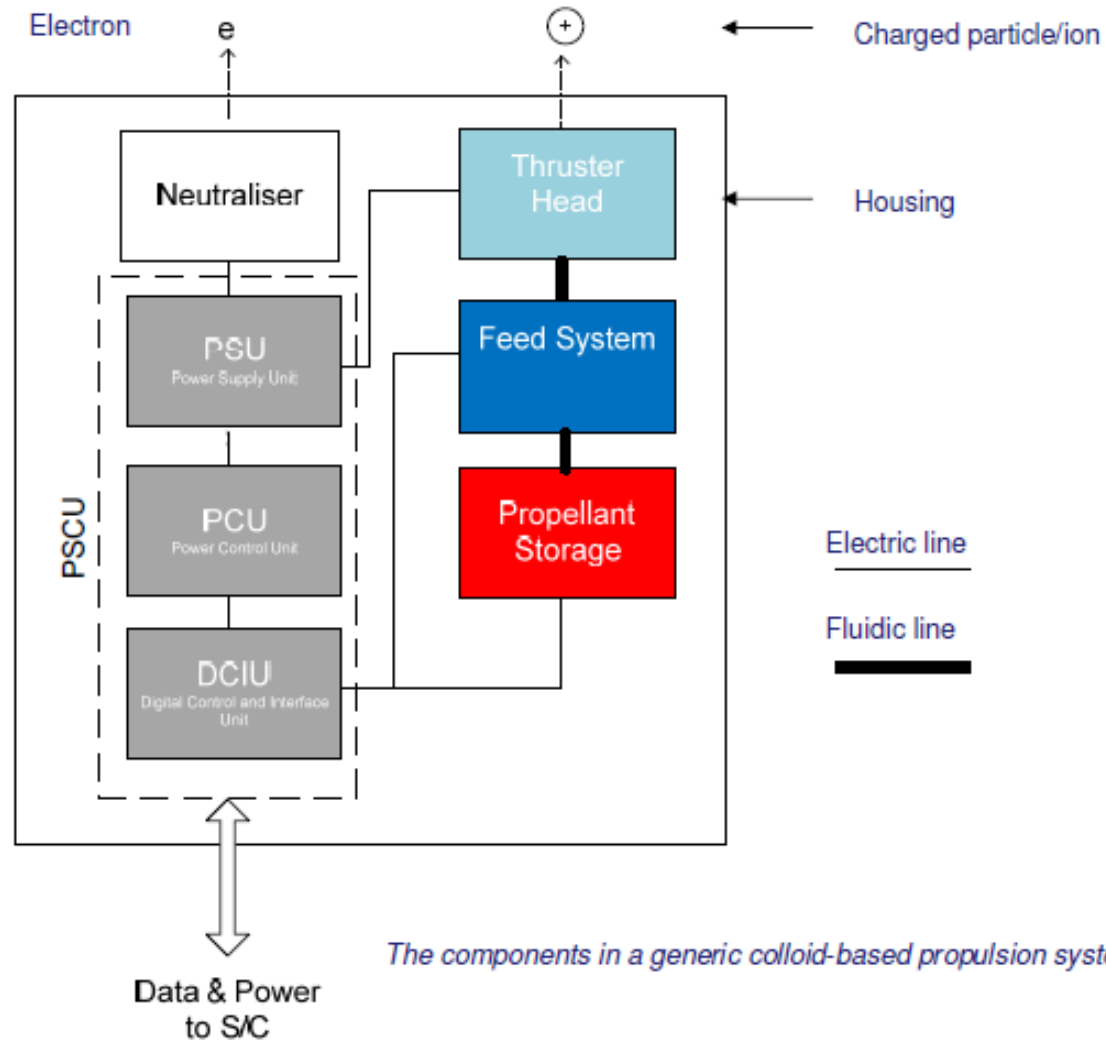 Electron
e
+
Charged particle/ion
Neutraliser
Thruster
Head
Housing
PSU
Power Supply Unit
Feed System
PSCU
PCU
Power Control Unit
Propellant
Storage
Electric line
Fluidic line
DCIU
Digital Control and Interface
Unit
The components in a generic colloid-based propulsion syste
Data & Power
to S/C